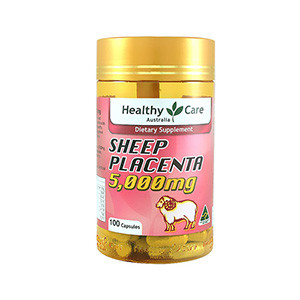 Healthy Care
Australia
Dietary Supplement
SHEEP
PLACENTA
5,000mg
100 Capsules